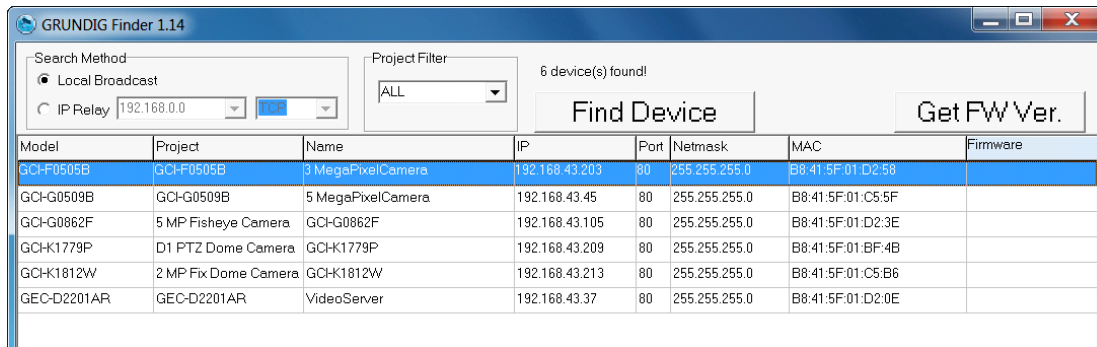 GRUNDIG Finder 1.14
Search Method
Local Broadcast
IP Relay 192.168.0.0 TCP
Project Filter
ALL
6 device(s) found!
Find Device
Get FW Ver.
Model Project Name IP Port Netmask MAC Firmware
GCI-F0505B GCI-F0505B 3 MegaPixelCamera 192.168.43.203 80 255.255.255.0 B8:41:5F:01:D2:58
GCI-G0509B GCI-G0509B 5 MegaPixelCamera 192.168.43.45 80 255.255.255.0 B8:41:5F:01:C5:5F
GCI-G0862F 5 MP Fisheye Camera GCI-G0862F 192.168.43.105 80 255.255.255.0 B8:41:5F:01:D2:3E
GCI-K1779P D1 PTZ Dome Camera GCI-K1779P 192.168.43.209 80 255.255.255.0 B8:41:5F:01:BF:4B
GCI-K1812W 2 MP Fix Dome Camera GCI-K1812W 192.168.43.213 80 255.255.255.0 B8:41:5F:01:C5:B6
GEC-D2201AR GEC-D2201AR VideoServer 192.168.43.37 80 255.255.255.0 B8:41:5F:01:D2:0E